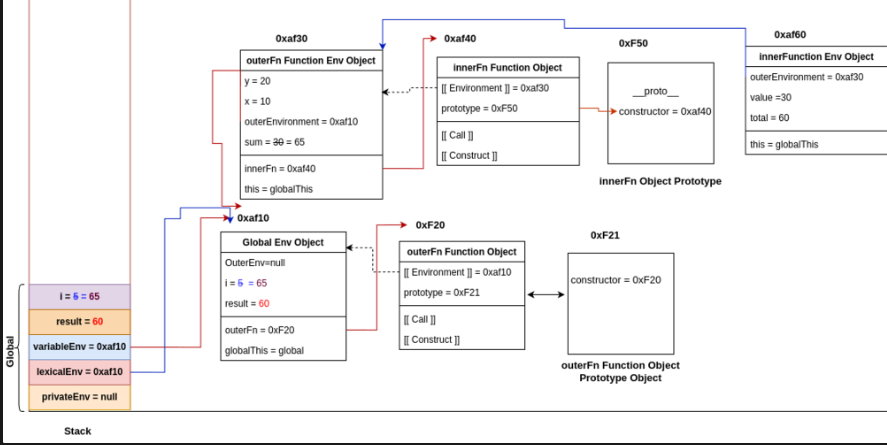 0xaf30
outerFn Function Env Object
y = 20
x = 10
outerEnvironment = 0xaf10
sum = 30 = 65
innerFn = 0xaf40
this = globalThis
0xaf40
innerFn Function Object
[[ Environment ]] = 0xaf30
prototype = 0xF50
[[ Call ]]
[[ Construct ]]
0xF50
__proto__
constructor = 0xaf40
innerFn Object Prototype
0xaf60
innerFunction Env Object
outerEnvironment = 0xaf30
value =30
total = 60
this = globalThis
0xaf10
Global Env Object
OuterEnv=null
i = 5 = 65
result = 60
outerFn = 0xF20
globalThis = global
0xF20
outerFn Function Object
[[ Environment ]] = 0xaf10
prototype = 0xF21
[[ Call ]]
[[ Construct ]]
0xF21
constructor = 0xF20
outerFn Function Object
Prototype Object
Global
i = 5 = 65
result = 60
variableEnv = 0xaf10
lexicalEnv = 0xaf10
privateEnv = null
Stack